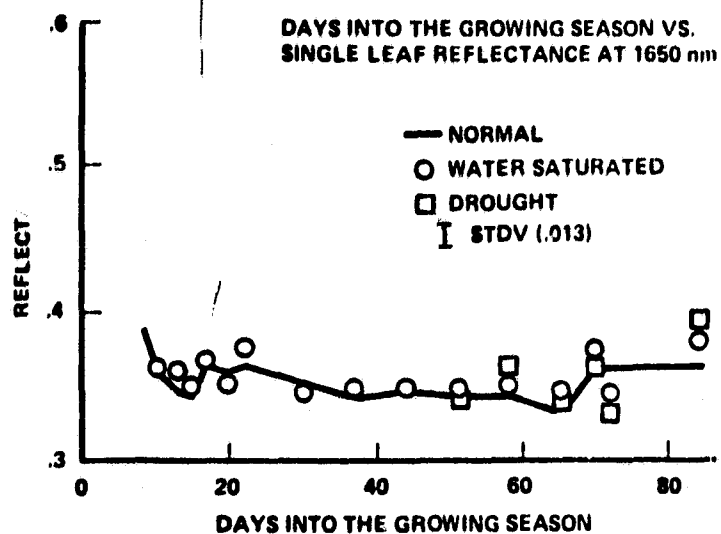 DAYS INTO THE GROWING SEASON VS.
SINGLE LEAF REFLECTANCE AT 1650 nm
NORMAL
WATER SATURATED
DROUGHT
STDV (.013)
REFLECT
.6
.5
.4
.3
0 20 40 60 80
DAYS INTO THE GROWING SEASON